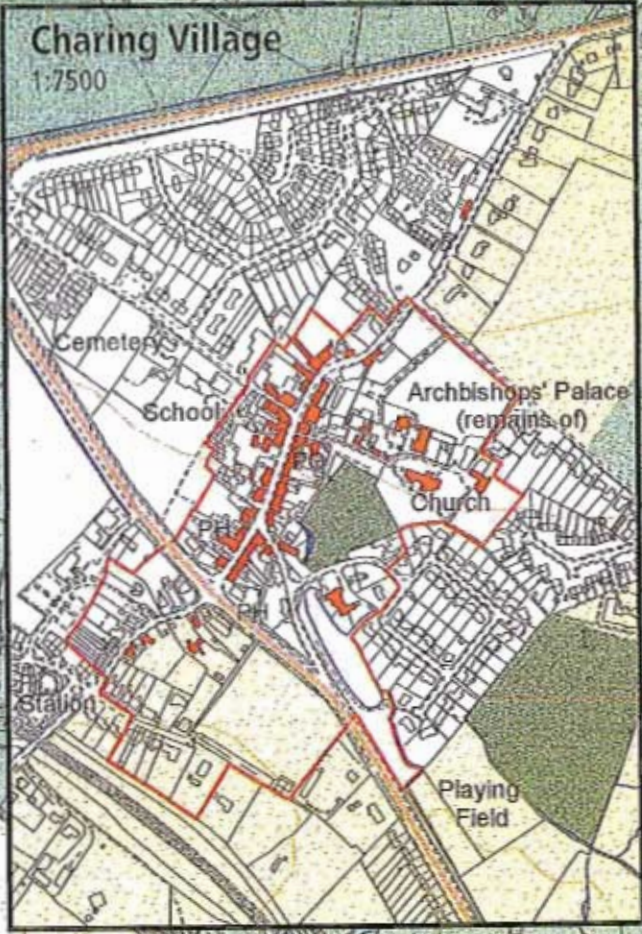 Charing Village
1:7500
Cemetery
School
Archbishops' Palace
(remains of)
PO
Church
PH
PH
Station
Playing
Field